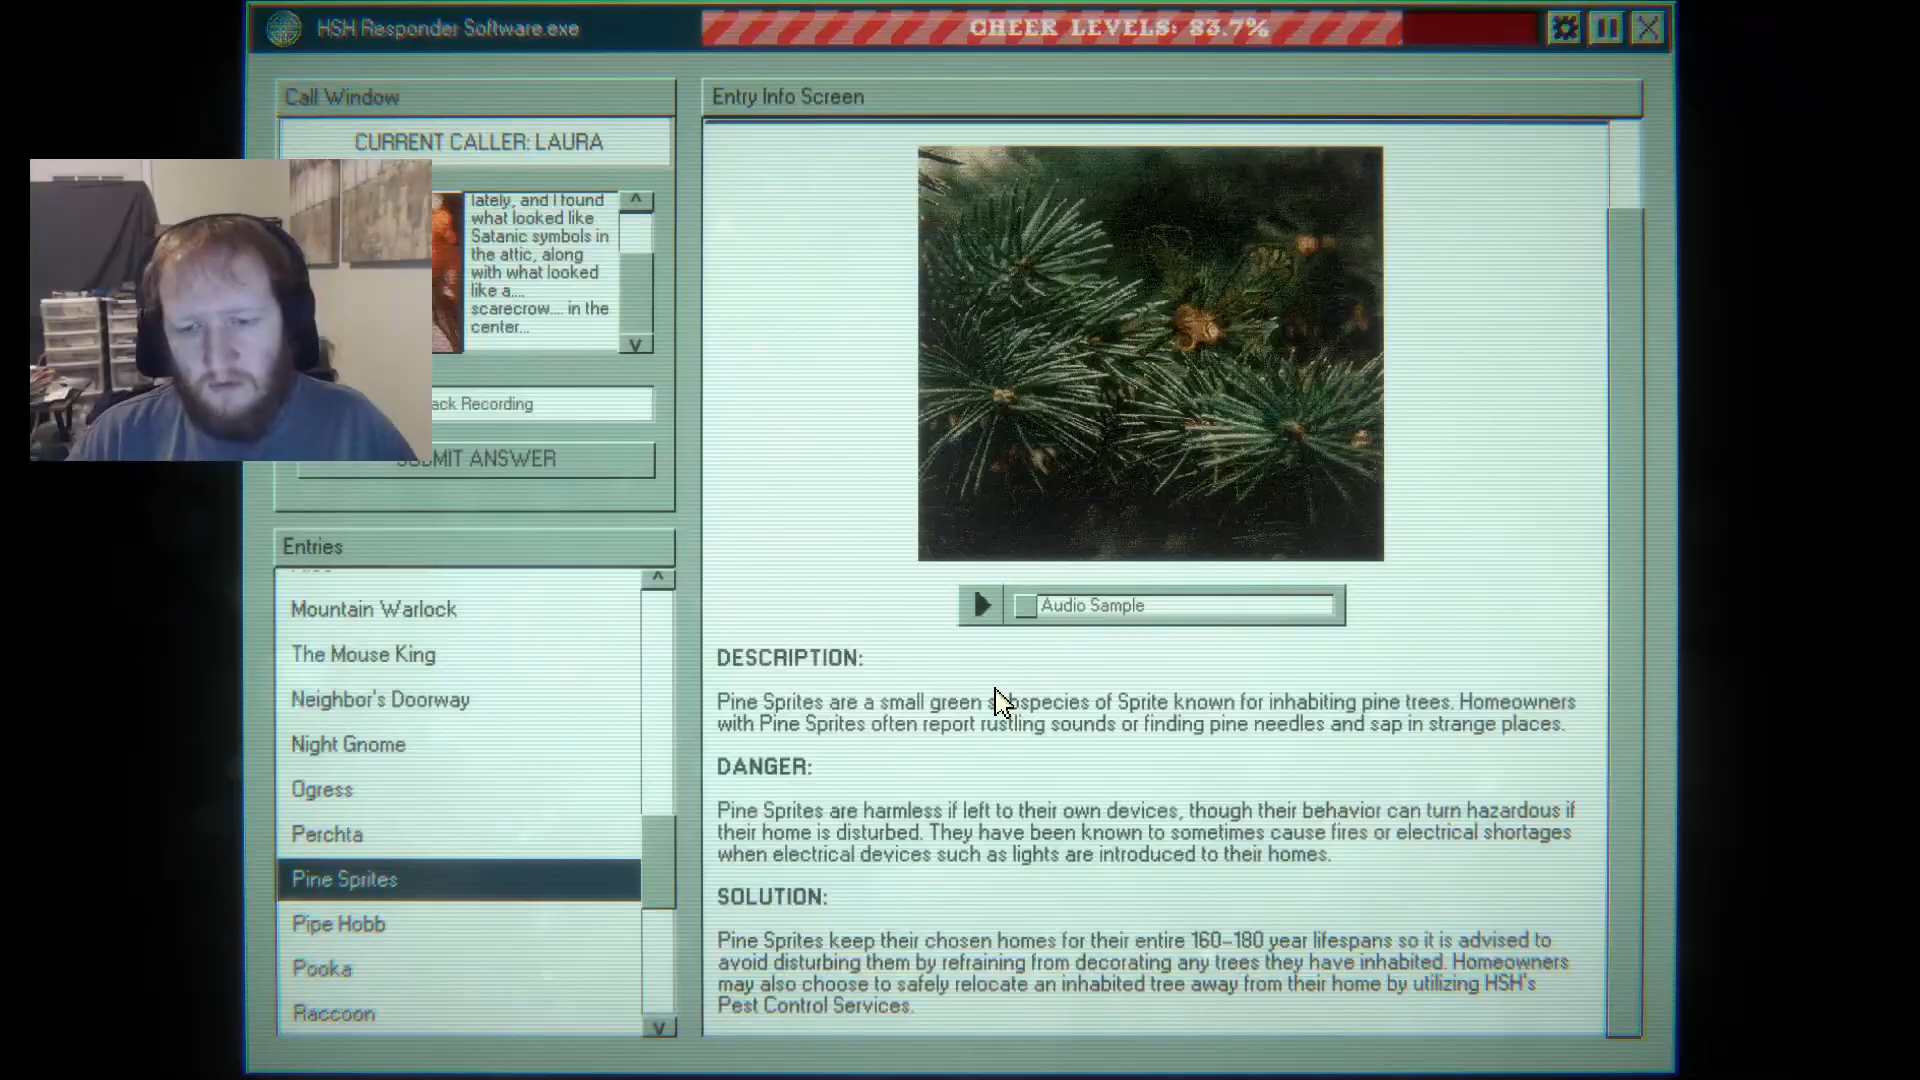 HSH Responder Software.exe
CHEER LEVELS: 83.7%
Call Window
CURRENT CALLER: LAURA
lately, and I found
what looked like
Satanic symbols in
the attic, along
with what looked
like a....
scarecrow.... in the
center...
ack Recording
SUBMIT ANSWER
Entries
Mountain Warlock
The Mouse King
Neighbor's Doorway
Night Gnome
Ogress
Perchta
Pine Sprites
Pipe Hobb
Pooka
Raccoon
Entry Info Screen
Audio Sample
DESCRIPTION:
Pine Sprites are a small green subspecies of Sprite known for inhabiting pine trees. Homeowners
with Pine Sprites often report rustling sounds or finding pine needles and sap in strange places.
DANGER:
Pine Sprites are harmless if left to their own devices, though their behavior can turn hazardous if
their home is disturbed. They have been known to sometimes cause fires or electrical shortages
when electrical devices such as lights are introduced to their homes.
SOLUTION:
Pine Sprites keep their chosen homes for their entire 160-180 year lifespans so it is advised to
avoid disturbing them by refraining from decorating any trees they have inhabited. Homeowners
may also choose to safely relocate an inhabited tree away from their home by utilizing HSH's
Pest Control Services.